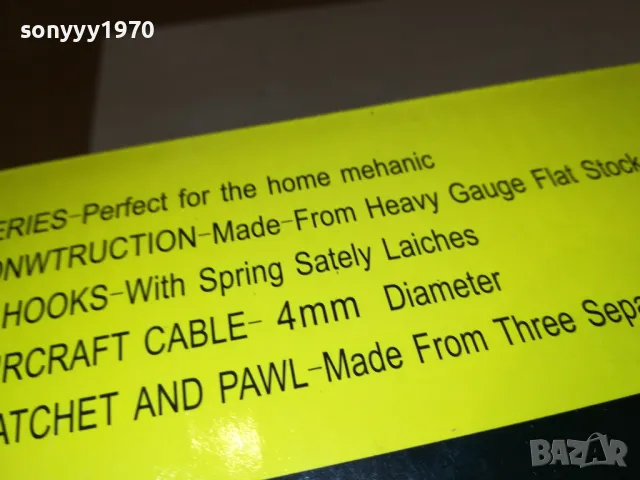 sonyyy1970
ERIES-Perfect for the home mehanic
ONWTRUCTION-Made-From Heavy Gauge Flat Stock-
HOOKS-With Spring Sately Laiches
RCRAFT CABLE- 4mm Diameter
ATCHET AND PAWL-Made From Three Sepa
BAZAR